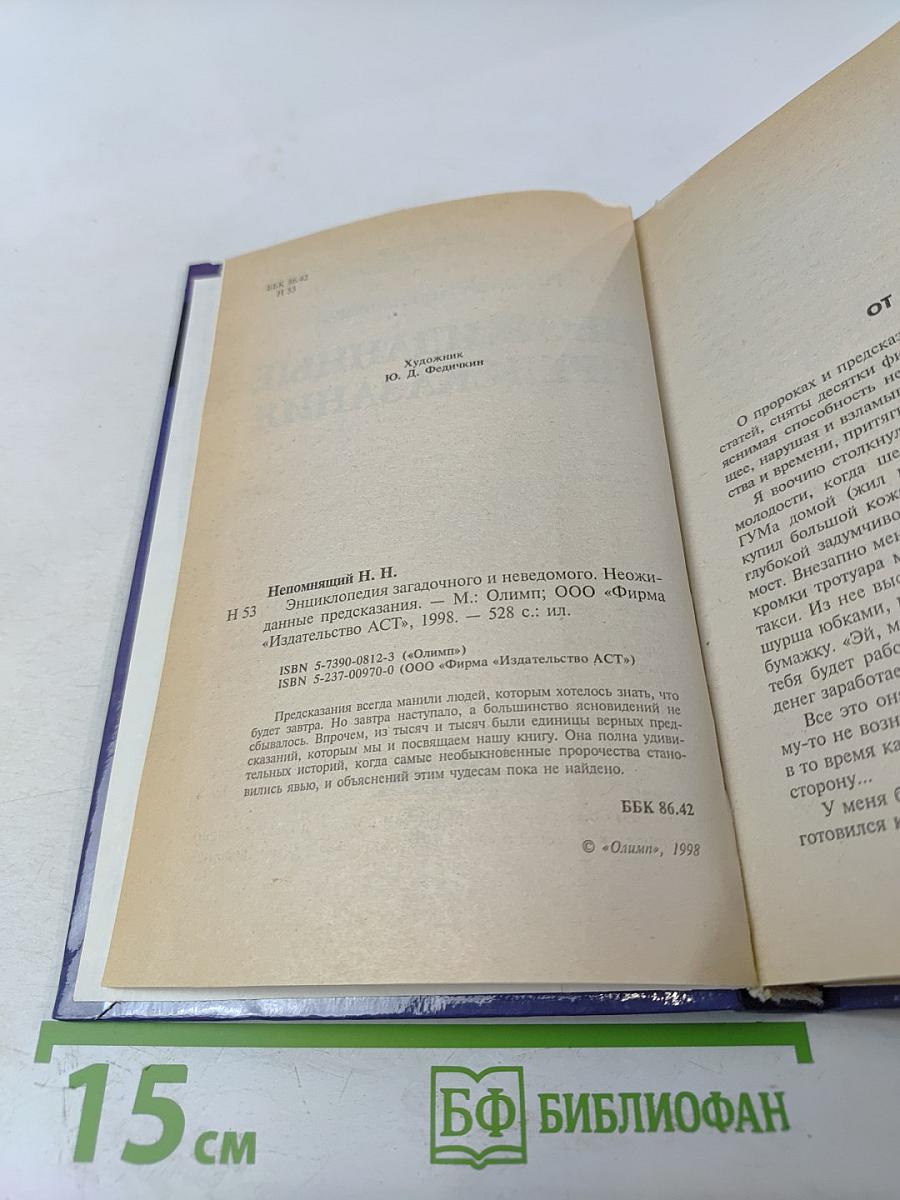 ББК 86.42
Н 53
Художник
Ю. Д. Федичкин
Непомнящий Н. Н.
Н 53 Энциклопедия загадочного и неведомого. Неожи-
данные предсказания. — М.: Олимп; ООО «Фирма
«Издательство АСТ», 1998. — 528 с.: ил.
ISBN 5-7390-0812-3 («Олимп»)
ISBN 5-237-00970-0 (ООО «Фирма «Издательство АСТ»)
Предсказания всегда манили людей, которым хотелось знать, что
будет завтра. Но завтра наступало, а большинство ясновидений не
сбывалось. Впрочем, из тысяч и тысяч были единицы верных пред-
сказаний, которым мы и посвящаем нашу книгу. Она полна удиви-
тельных историй, когда самые необыкновенные пророчества стано-
вились явью, и объяснений этим чудесам пока не найдено.
ББК 86.42
© «Олимп», 1998
ОТ
О пророках и предсказ
статей, сняты десятки фи
яснимая способность не
щее, нарушая и взламы
ства и времени, притяг
Я воочию столкнул
молодости, когда ше
ГУМа домой (жил
купил большой кож
глубокой задумчиво
мост. Внезапно мен
кромки тротуара м
такси. Из нее выс
шурша юбками,
бумажку. «Эй, м
тебя будет рабо
денег заработае
Все это она
му-то не возн
в то время ка
сторону...
У меня б
готовился к
15 см
БФ БИБЛИОФАН